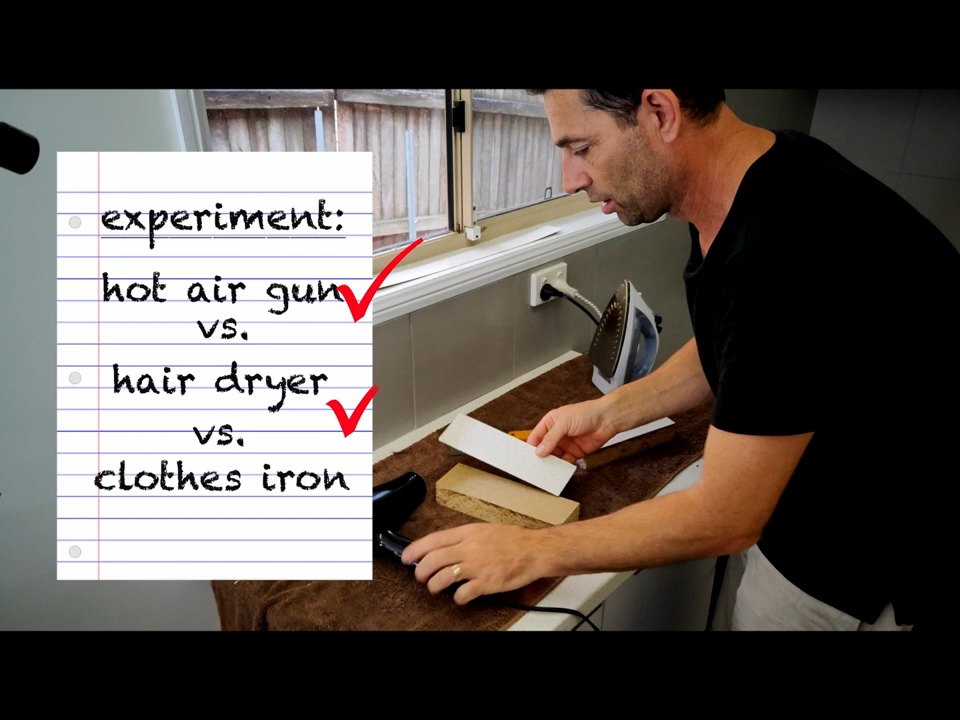 experiment:
hot air gun
vs.
hair dryer
vs.
clothes iron